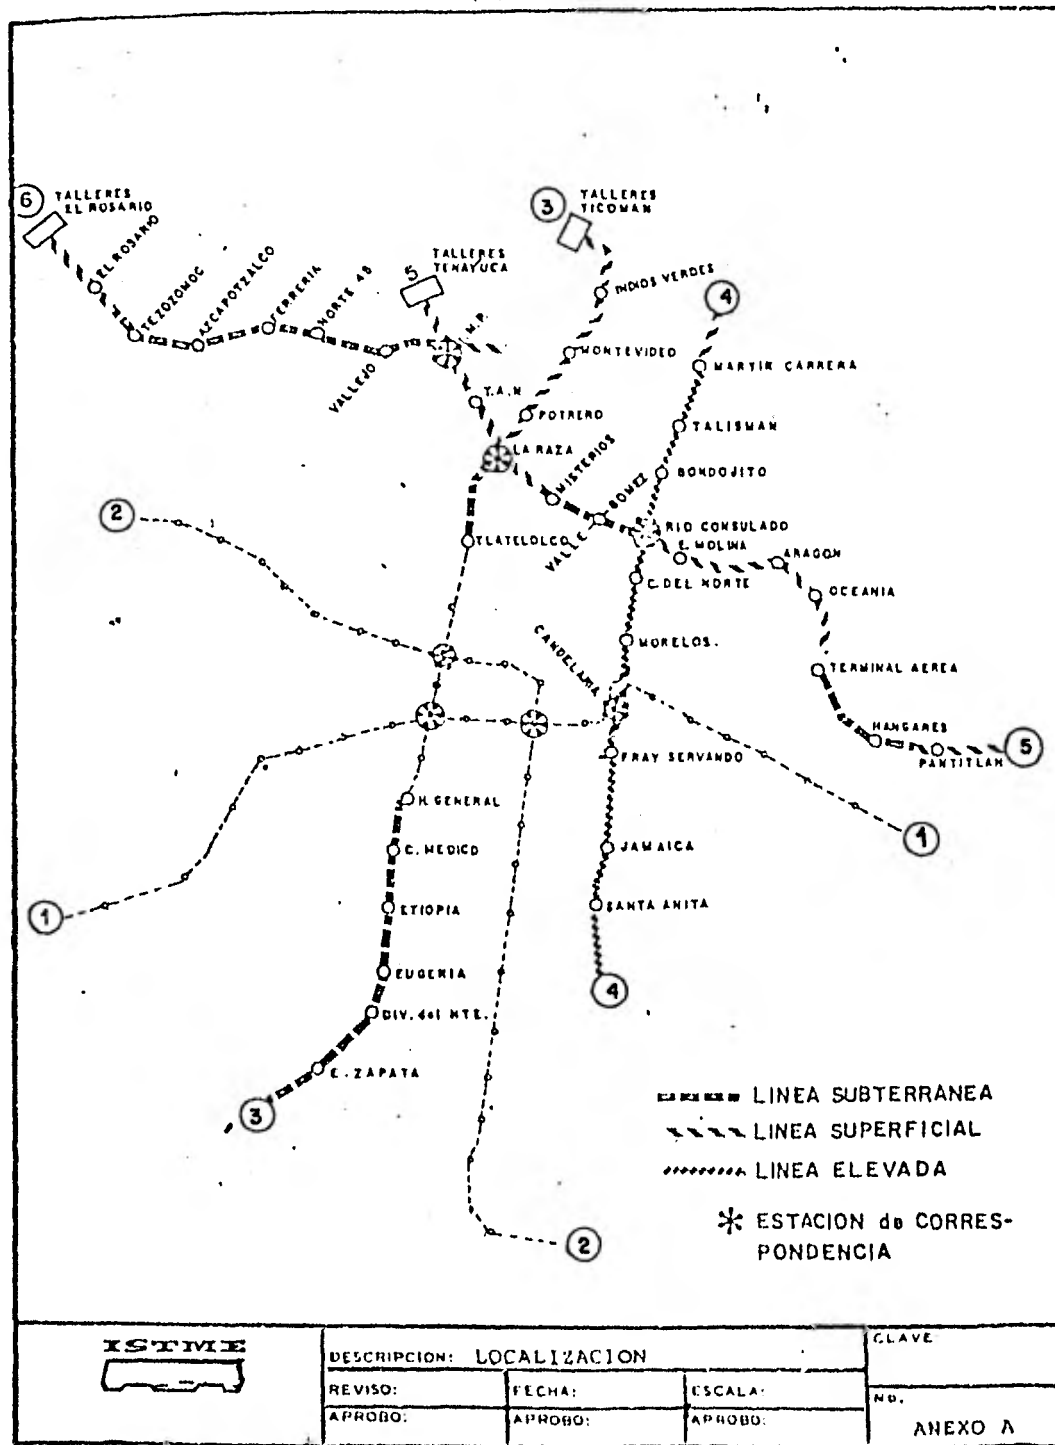 6
TALLERES
EL ROSARIO
EL ROSARIO
TEZOZOMOC
AZCAPOTZALCO
FERRERIA
NORTE 45
VALLEJO
5
TALLERES
TENAYUCA
M.P.
T.A.N
3
TALLERES
TICOMAN
INDIOS VERDES
MONTEVIDEO
POTRERO
LA RAZA
4
MARTIR CARRERA
TALISMAN
BONDOJITO
MISTERIOS
VALLE GOMEZ
RIO CONSULADO
E. MOLINA
ARAGON
OCEANIA
TERMINAL AEREA
HANGARES
PANTITLAN
5
2
TLATELOLCO
C. DEL NORTE
MORELOS.
CANDELARIA
FRAY SERVANDO
JAMAICA
SANTA ANITA
4
1
1
H. GENERAL
C. MEDICO
ETIOPIA
EUGENIA
DIV. del NTE.
E. ZAPATA
3
2
LINEA SUBTERRANEA
LINEA SUPERFICIAL
LINEA ELEVADA
ESTACION de CORRES-
PONDENCIA
ISTME
DESCRIPCION: LOCALIZACION
CLAVE
REVISO:
FECHA:
ESCALA:
NO.
APROBO:
APROBO:
APROBO:
ANEXO A